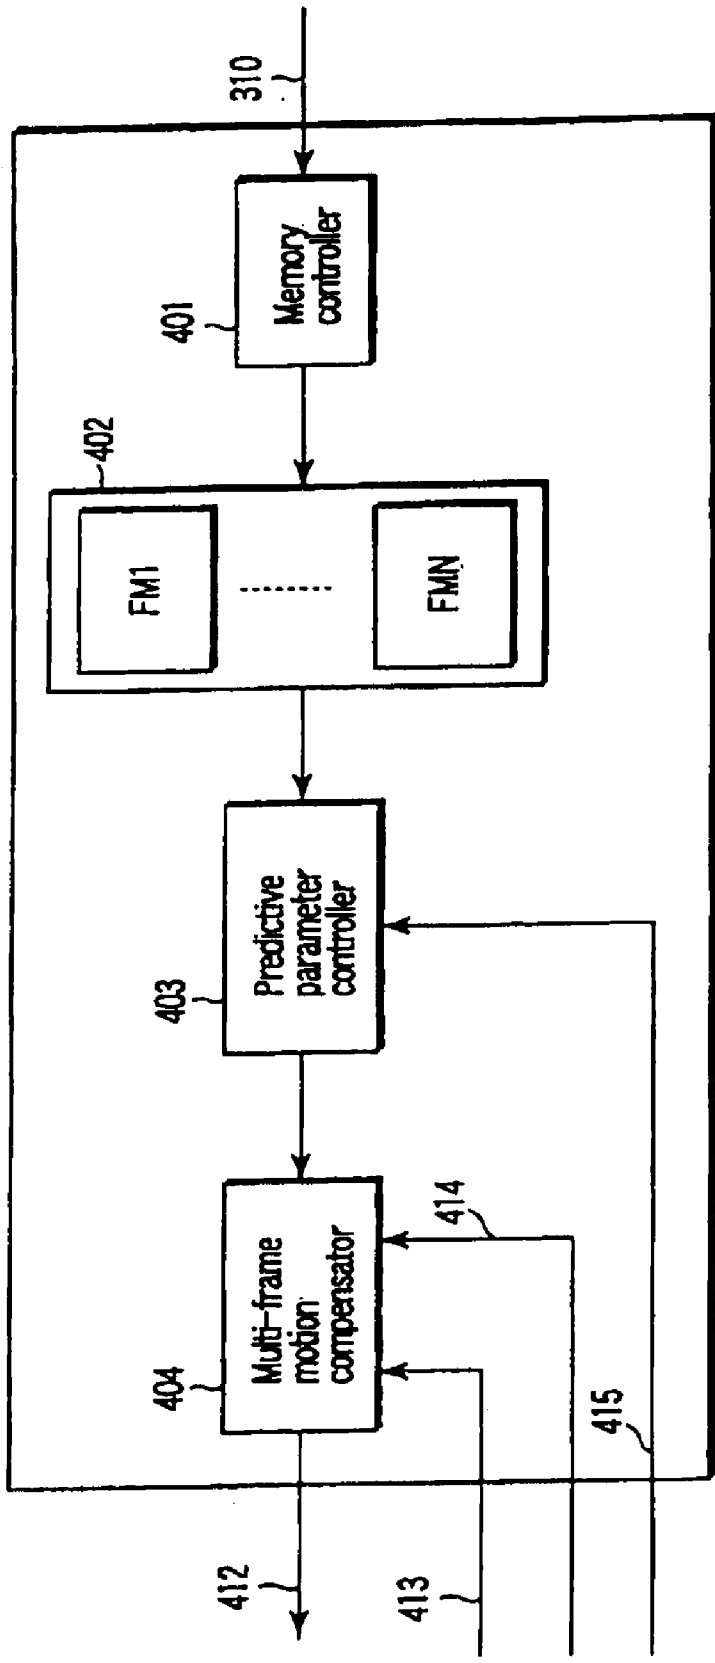 310
401
Memory
controller
402
FM1
FMN
403
Predictive
parameter
controller
404
Multi-frame
motion
compensator
412
413
414
415